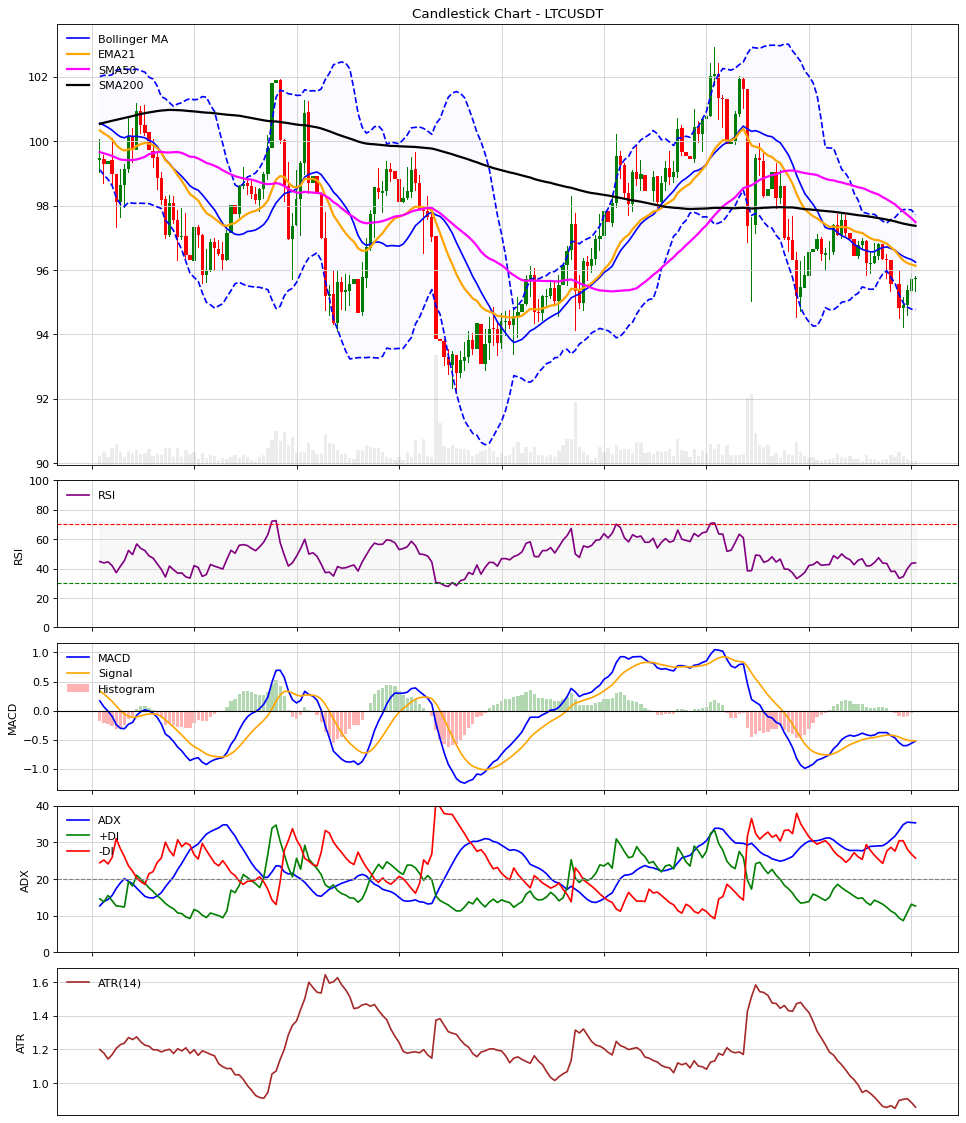 Candlestick Chart - LTCUSDT
Bollinger MA
EMA21
SMA50
SMA200
102
100
98
96
94
92
90
RSI
RSI
100
80
60
40
20
0
MACD
Signal
Histogram
MACD
1.0
0.5
0.0
−0.5
−1.0
ADX
+DI
-DI
ADX
40
30
20
10
0
ATR(14)
ATR
1.6
1.4
1.2
1.0